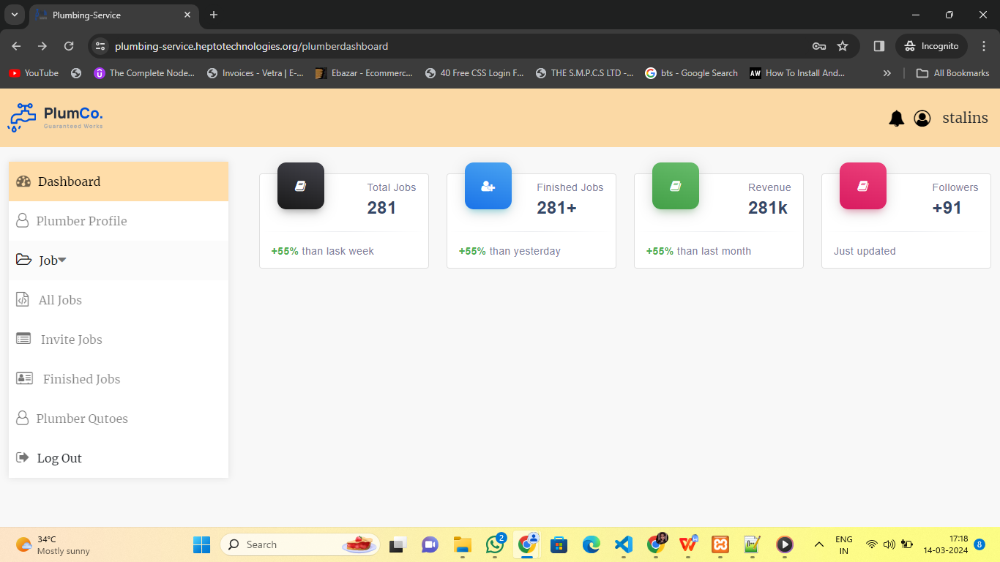 Plumbing-Service
plumbing-service.heptotechnologies.org/plumberdashboard
Incognito
YouTube
The Complete Node...
Invoices - Vetra | E-...
Ebazar - Ecommerc...
40 Free CSS Login F...
THE S.M.P.C.S LTD -...
bts - Google Search
AW How To Install And...
All Bookmarks
PlumCo.
Guaranteed Works
stalins
Dashboard
Plumber Profile
Job
All Jobs
Invite Jobs
Finished Jobs
Plumber Qutoes
Log Out
Total Jobs
281
+55% than lask week
Finished Jobs
281+
+55% than yesterday
Revenue
281k
+55% than last month
Followers
+91
Just updated
34°C
Mostly sunny
Search
2
ENG
IN
17:18
14-03-2024
8